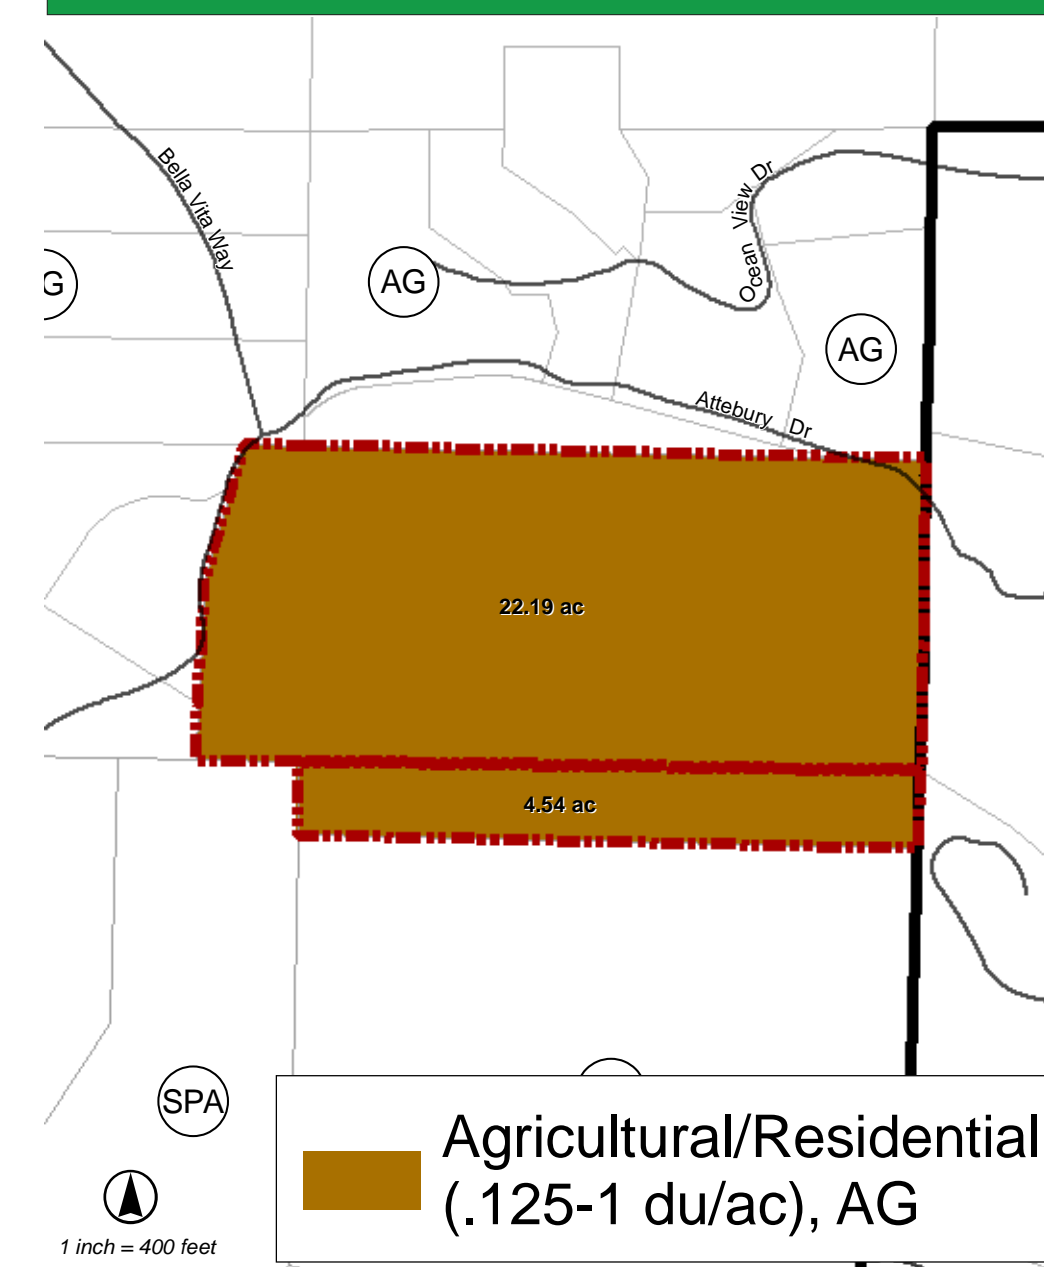 Bella Vita Way
Ocean View Dr
G
AG
AG
Attebury Dr
22.19 ac
4.54 ac
SPA
Agricultural/Residential
(.125-1 du/ac), AG
1 inch = 400 feet